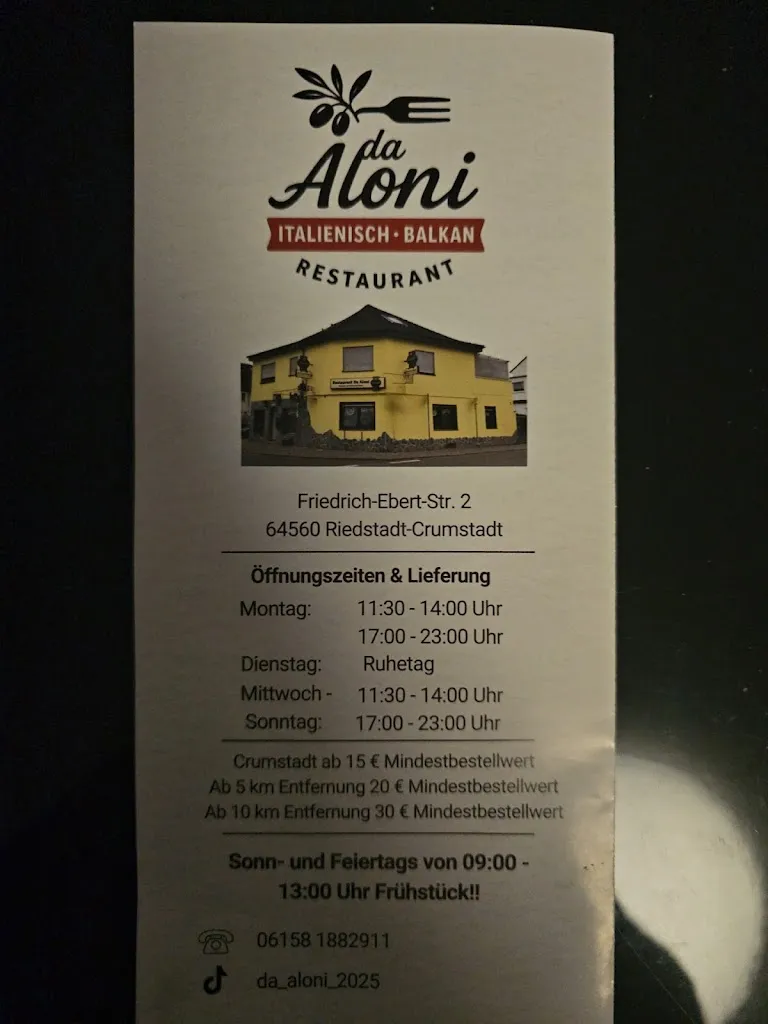 da
Aloni
ITALIENISCH • BALKAN
RESTAURANT
Friedrich-Ebert-Str. 2
64560 Riedstadt-Crumstadt
Öffnungszeiten & Lieferung
Montag: 11:30 - 14:00 Uhr
17:00 - 23:00 Uhr
Dienstag: Ruhetag
Mittwoch - 11:30 - 14:00 Uhr
Sonntag: 17:00 - 23:00 Uhr
Crumstadt ab 15 € Mindestbestellwert
Ab 5 km Entfernung 20 € Mindestbestellwert
Ab 10 km Entfernung 30 € Mindestbestellwert
Sonn- und Feiertags von 09:00 -
13:00 Uhr Frühstück!!
06158 1882911
da_aloni_2025